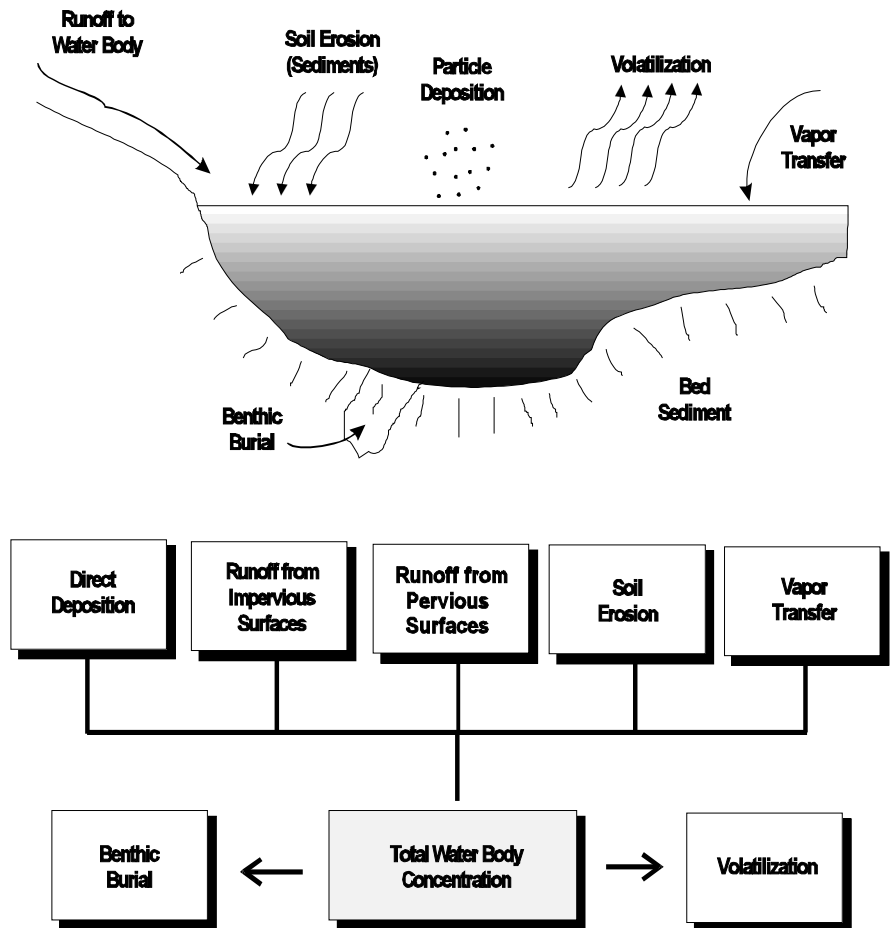 Runoff to
Water Body
Soil Erosion
(Sediments)
Particle
Deposition
Volatilization
Vapor
Transfer
Benthic
Burial
Bed
Sediment
Direct
Deposition
Runoff from
Impervious
Surfaces
Runoff from
Pervious
Surfaces
Soil
Erosion
Vapor
Transfer
Benthic
Burial
Total Water Body
Concentration
Volatilization